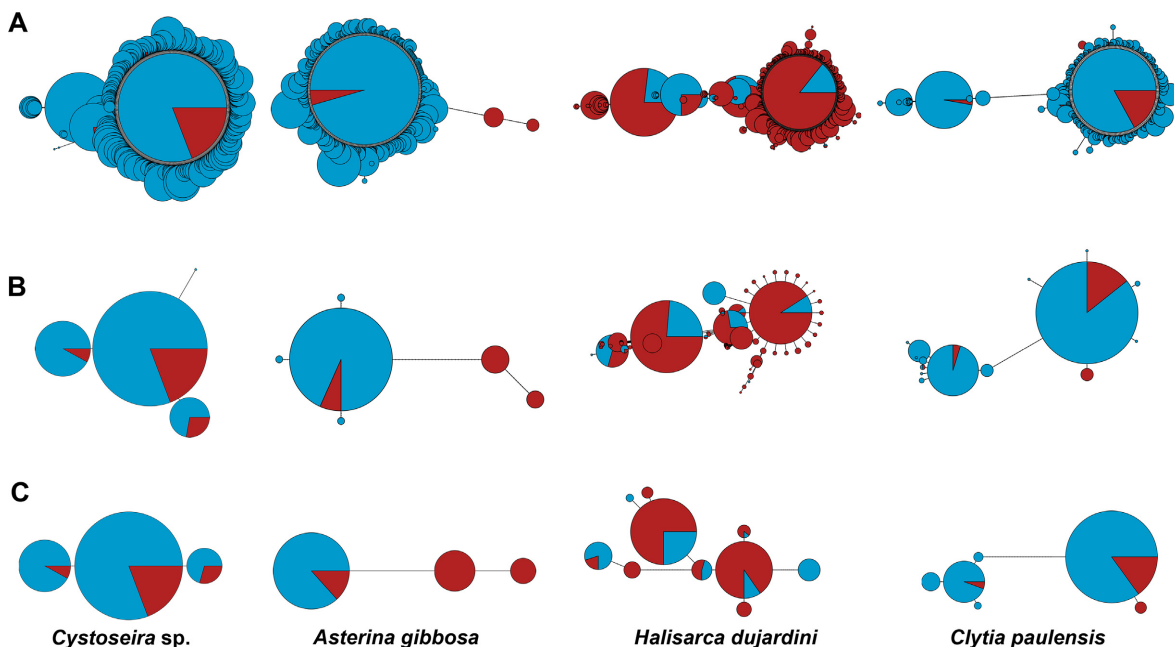 A
B
C
Cystoseira sp.
Asterina gibbosa
Halisarca dujardini
Clytia paulensis